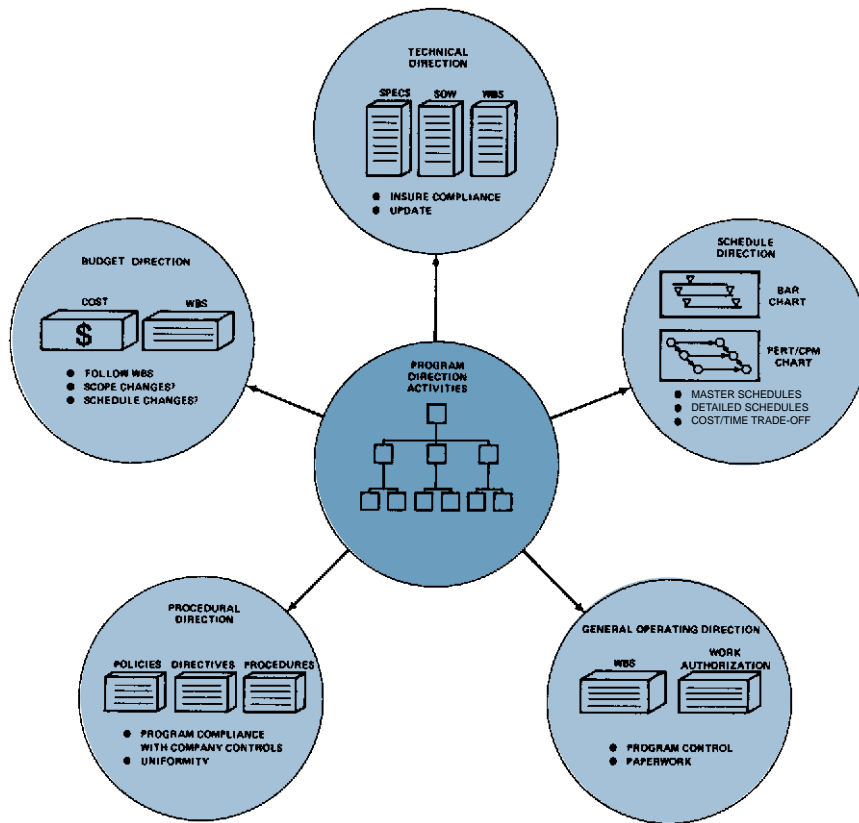 TECHNICAL
DIRECTION
SPECS SOW WBS
● INSURE COMPLIANCE
● UPDATE
BUDGET DIRECTION
COST WBS
$
● FOLLOW WBS
● SCOPE CHANGES?
● SCHEDULE CHANGES?
SCHEDULE
DIRECTION
BAR
CHART
PERT/CPM
CHART
● MASTER SCHEDULES
● DETAILED SCHEDULES
● COST/TIME TRADE-OFF
PROGRAM
DIRECTION
ACTIVITIES
PROCEDURAL
DIRECTION
POLICIES DIRECTIVES PROCEDURES
● PROGRAM COMPLIANCE
WITH COMPANY CONTROLS
● UNIFORMITY
GENERAL OPERATING DIRECTION
WBS
WORK
AUTHORIZATION
● PROGRAM CONTROL
● PAPERWORK